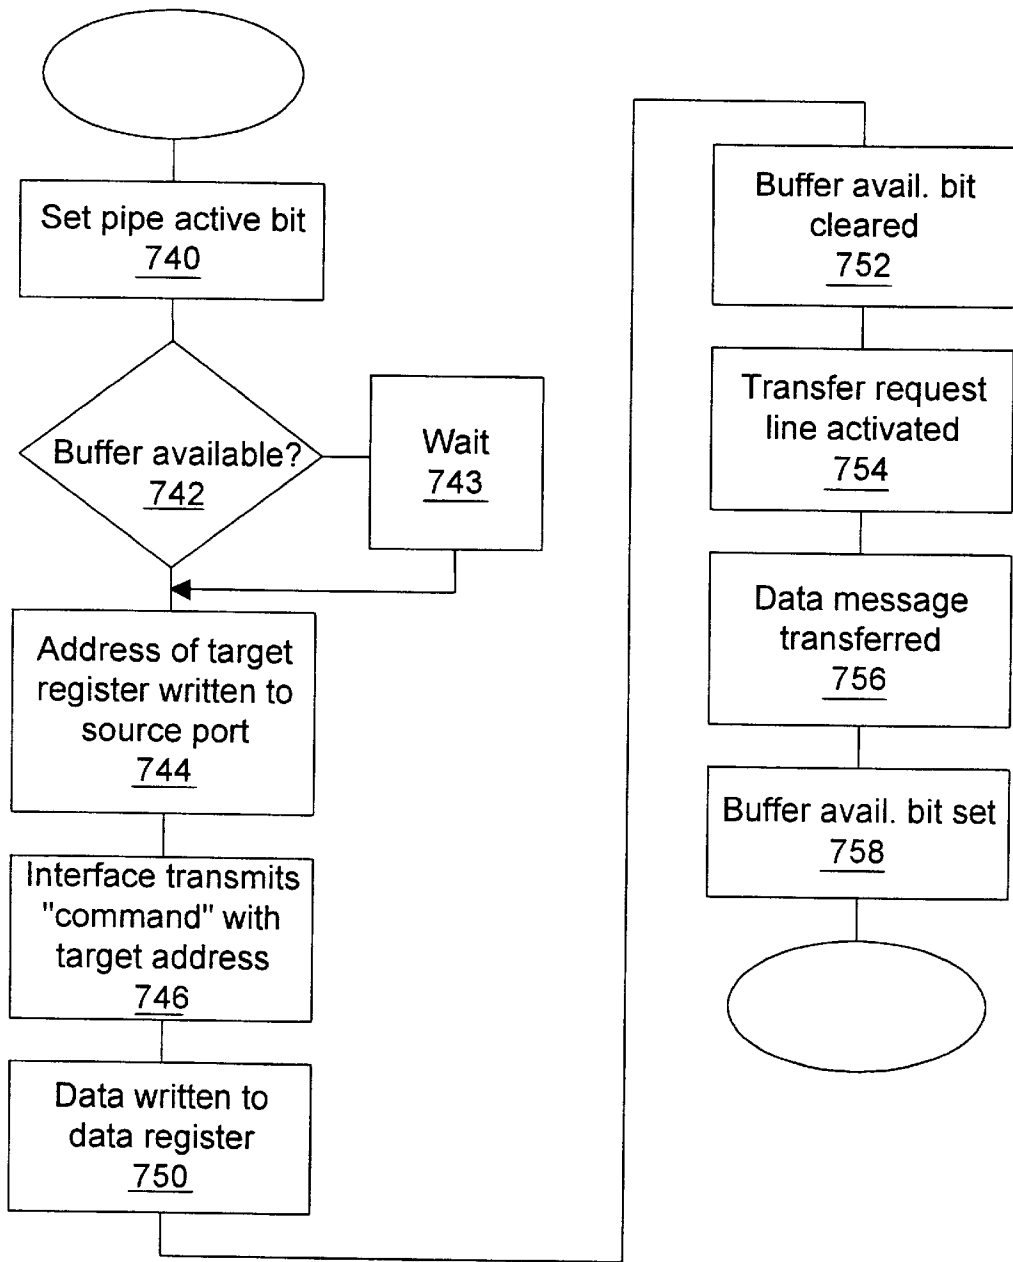 Set pipe active bit
740
Buffer available?
742
Wait
743
Address of target
register written to
source port
744
Interface transmits
"command" with
target address
746
Data written to
data register
750
Buffer avail. bit
cleared
752
Transfer request
line activated
754
Data message
transferred
756
Buffer avail. bit set
758